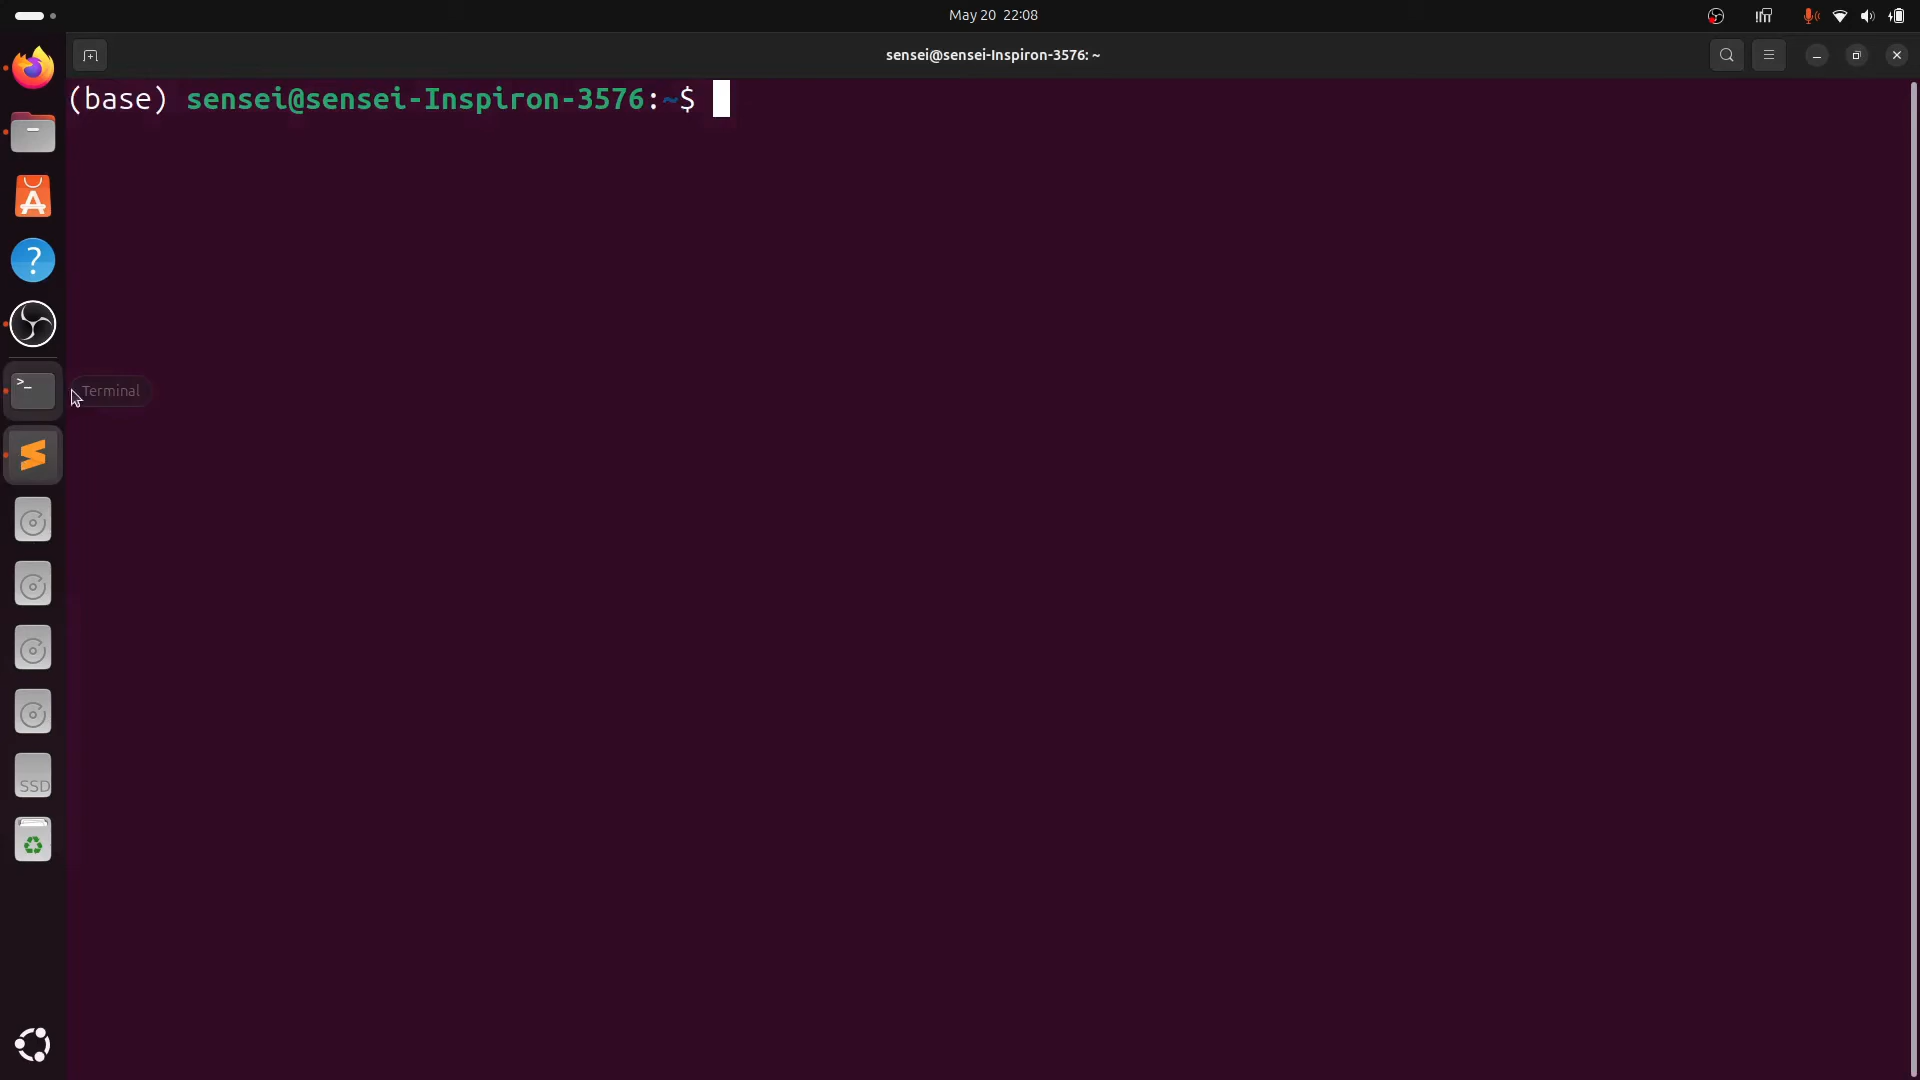 May 20 22:08
sensei@sensei-Inspiron-3576: ~
(base) sensei@sensei-Inspiron-3576:~$
Terminal
SSD